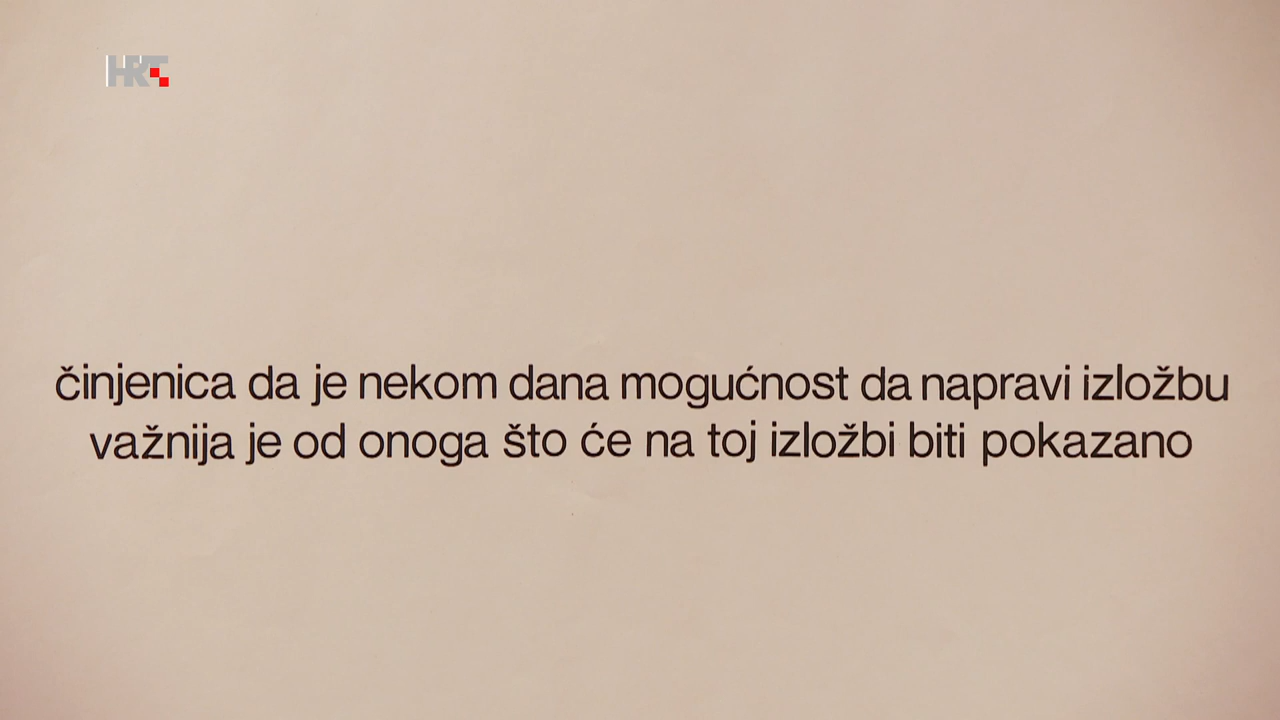 HRT
činjenica da je nekom dana mogućnost da napravi izložbu
važnija je od onoga što će na toj izložbi biti pokazano